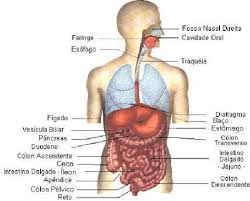 Fossa Nasal Direita
Faringe
Cavidade Oral
Esófago
Traquéia
Fígado
Vesícula Biliar
Pâncreas
Duodeno
Cólon Ascendente
Ceco
Intestino Delgado - Íleon
Apêndice
Cólon Pélvico
Reto
Diafragma
Baço
Estômago
Cólon
Transverso
Intestino
Delgado
- Jejuno -
Cólon
Descendente